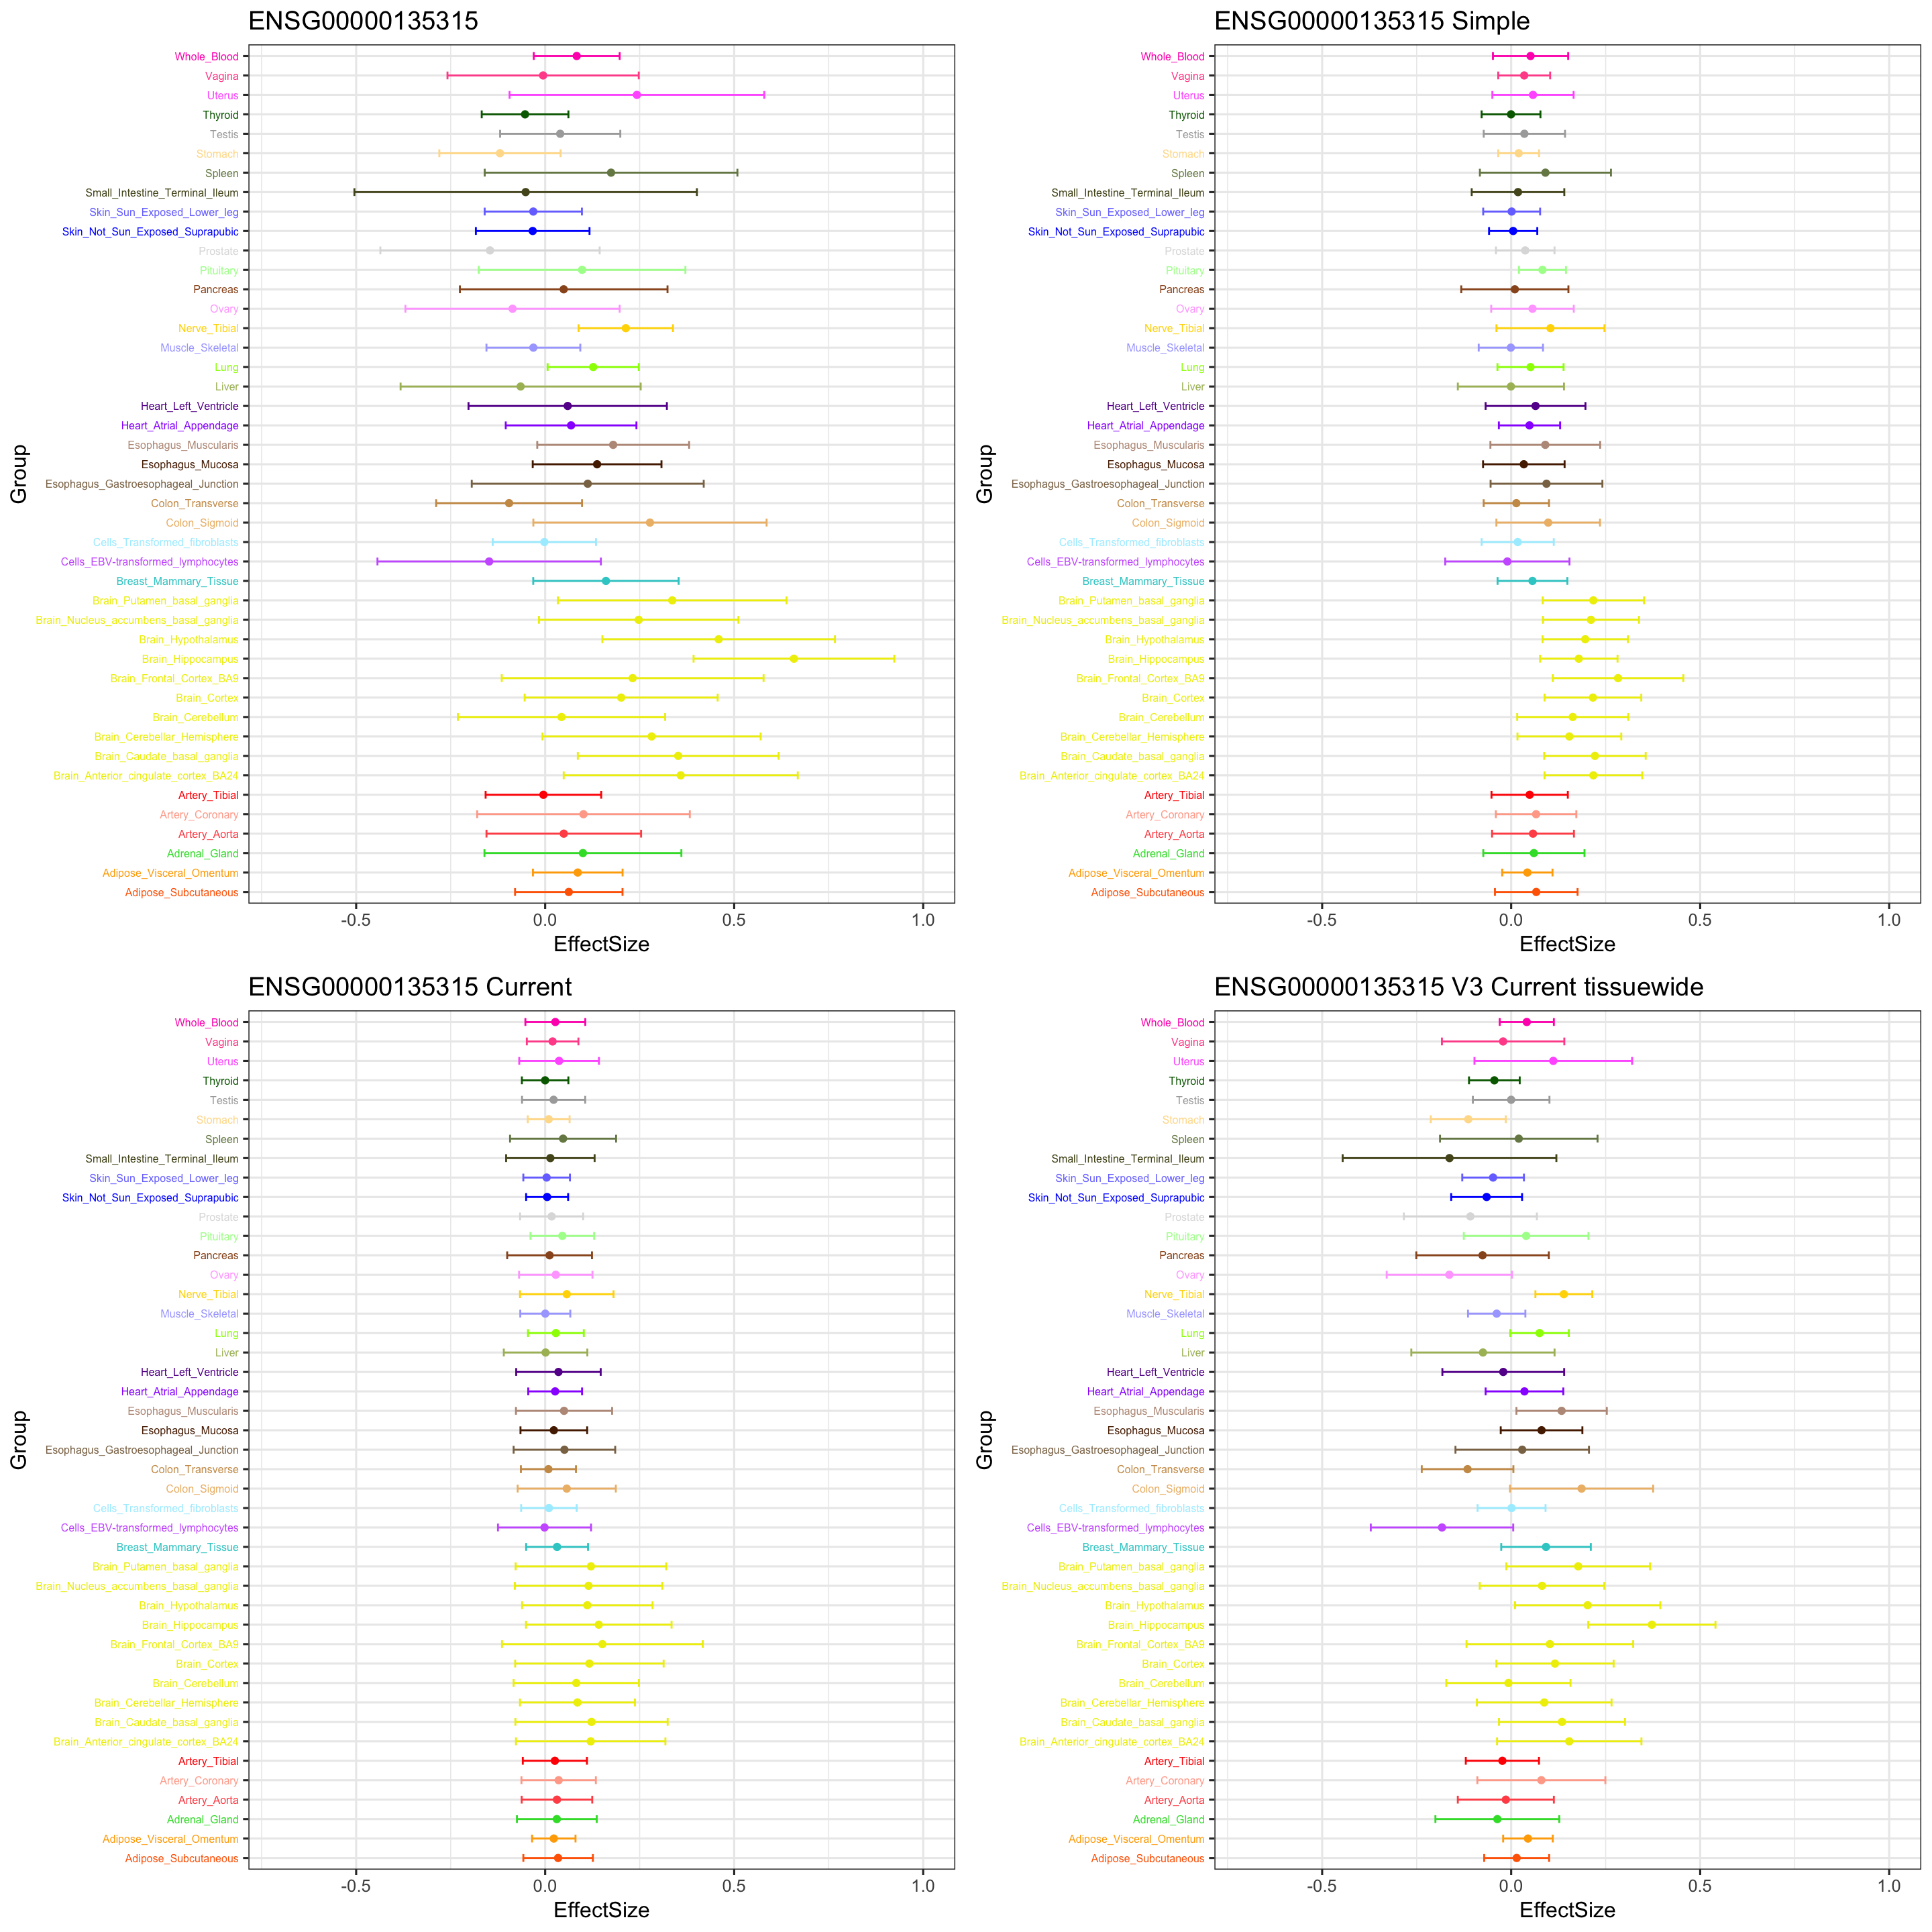 ENSG00000135315
Whole_Blood
Vagina
Uterus
Thyroid
Testis
Stomach
Spleen
Small_Intestine_Terminal_Ileum
Skin_Sun_Exposed_Lower_leg
Skin_Not_Sun_Exposed_Suprapubic
Prostate
Pituitary
Pancreas
Ovary
Nerve_Tibial
Muscle_Skeletal
Lung
Liver
Heart_Left_Ventricle
Heart_Atrial_Appendage
Esophagus_Muscularis
Esophagus_Mucosa
Esophagus_Gastroesophageal_Junction
Colon_Transverse
Colon_Sigmoid
Cells_Transformed_fibroblasts
Cells_EBV-transformed_lymphocytes
Breast_Mammary_Tissue
Brain_Putamen_basal_ganglia
Brain_Nucleus_accumbens_basal_ganglia
Brain_Hypothalamus
Brain_Hippocampus
Brain_Frontal_Cortex_BA9
Brain_Cortex
Brain_Cerebellum
Brain_Cerebellar_Hemisphere
Brain_Caudate_basal_ganglia
Brain_Anterior_cingulate_cortex_BA24
Artery_Tibial
Artery_Coronary
Artery_Aorta
Adrenal_Gland
Adipose_Visceral_Omentum
Adipose_Subcutaneous
Group
-0.5 0.0 0.5 1.0
EffectSize
ENSG00000135315 Simple
Whole_Blood
Vagina
Uterus
Thyroid
Testis
Stomach
Spleen
Small_Intestine_Terminal_Ileum
Skin_Sun_Exposed_Lower_leg
Skin_Not_Sun_Exposed_Suprapubic
Prostate
Pituitary
Pancreas
Ovary
Nerve_Tibial
Muscle_Skeletal
Lung
Liver
Heart_Left_Ventricle
Heart_Atrial_Appendage
Esophagus_Muscularis
Esophagus_Mucosa
Esophagus_Gastroesophageal_Junction
Colon_Transverse
Colon_Sigmoid
Cells_Transformed_fibroblasts
Cells_EBV-transformed_lymphocytes
Breast_Mammary_Tissue
Brain_Putamen_basal_ganglia
Brain_Nucleus_accumbens_basal_ganglia
Brain_Hypothalamus
Brain_Hippocampus
Brain_Frontal_Cortex_BA9
Brain_Cortex
Brain_Cerebellum
Brain_Cerebellar_Hemisphere
Brain_Caudate_basal_ganglia
Brain_Anterior_cingulate_cortex_BA24
Artery_Tibial
Artery_Coronary
Artery_Aorta
Adrenal_Gland
Adipose_Visceral_Omentum
Adipose_Subcutaneous
Group
-0.5 0.0 0.5 1.0
EffectSize
ENSG00000135315 Current
Whole_Blood
Vagina
Uterus
Thyroid
Testis
Stomach
Spleen
Small_Intestine_Terminal_Ileum
Skin_Sun_Exposed_Lower_leg
Skin_Not_Sun_Exposed_Suprapubic
Prostate
Pituitary
Pancreas
Ovary
Nerve_Tibial
Muscle_Skeletal
Lung
Liver
Heart_Left_Ventricle
Heart_Atrial_Appendage
Esophagus_Muscularis
Esophagus_Mucosa
Esophagus_Gastroesophageal_Junction
Colon_Transverse
Colon_Sigmoid
Cells_Transformed_fibroblasts
Cells_EBV-transformed_lymphocytes
Breast_Mammary_Tissue
Brain_Putamen_basal_ganglia
Brain_Nucleus_accumbens_basal_ganglia
Brain_Hypothalamus
Brain_Hippocampus
Brain_Frontal_Cortex_BA9
Brain_Cortex
Brain_Cerebellum
Brain_Cerebellar_Hemisphere
Brain_Caudate_basal_ganglia
Brain_Anterior_cingulate_cortex_BA24
Artery_Tibial
Artery_Coronary
Artery_Aorta
Adrenal_Gland
Adipose_Visceral_Omentum
Adipose_Subcutaneous
Group
-0.5 0.0 0.5 1.0
EffectSize
ENSG00000135315 V3 Current tissuewide
Whole_Blood
Vagina
Uterus
Thyroid
Testis
Stomach
Spleen
Small_Intestine_Terminal_Ileum
Skin_Sun_Exposed_Lower_leg
Skin_Not_Sun_Exposed_Suprapubic
Prostate
Pituitary
Pancreas
Ovary
Nerve_Tibial
Muscle_Skeletal
Lung
Liver
Heart_Left_Ventricle
Heart_Atrial_Appendage
Esophagus_Muscularis
Esophagus_Mucosa
Esophagus_Gastroesophageal_Junction
Colon_Transverse
Colon_Sigmoid
Cells_Transformed_fibroblasts
Cells_EBV-transformed_lymphocytes
Breast_Mammary_Tissue
Brain_Putamen_basal_ganglia
Brain_Nucleus_accumbens_basal_ganglia
Brain_Hypothalamus
Brain_Hippocampus
Brain_Frontal_Cortex_BA9
Brain_Cortex
Brain_Cerebellum
Brain_Cerebellar_Hemisphere
Brain_Caudate_basal_ganglia
Brain_Anterior_cingulate_cortex_BA24
Artery_Tibial
Artery_Coronary
Artery_Aorta
Adrenal_Gland
Adipose_Visceral_Omentum
Adipose_Subcutaneous
Group
-0.5 0.0 0.5 1.0
EffectSize